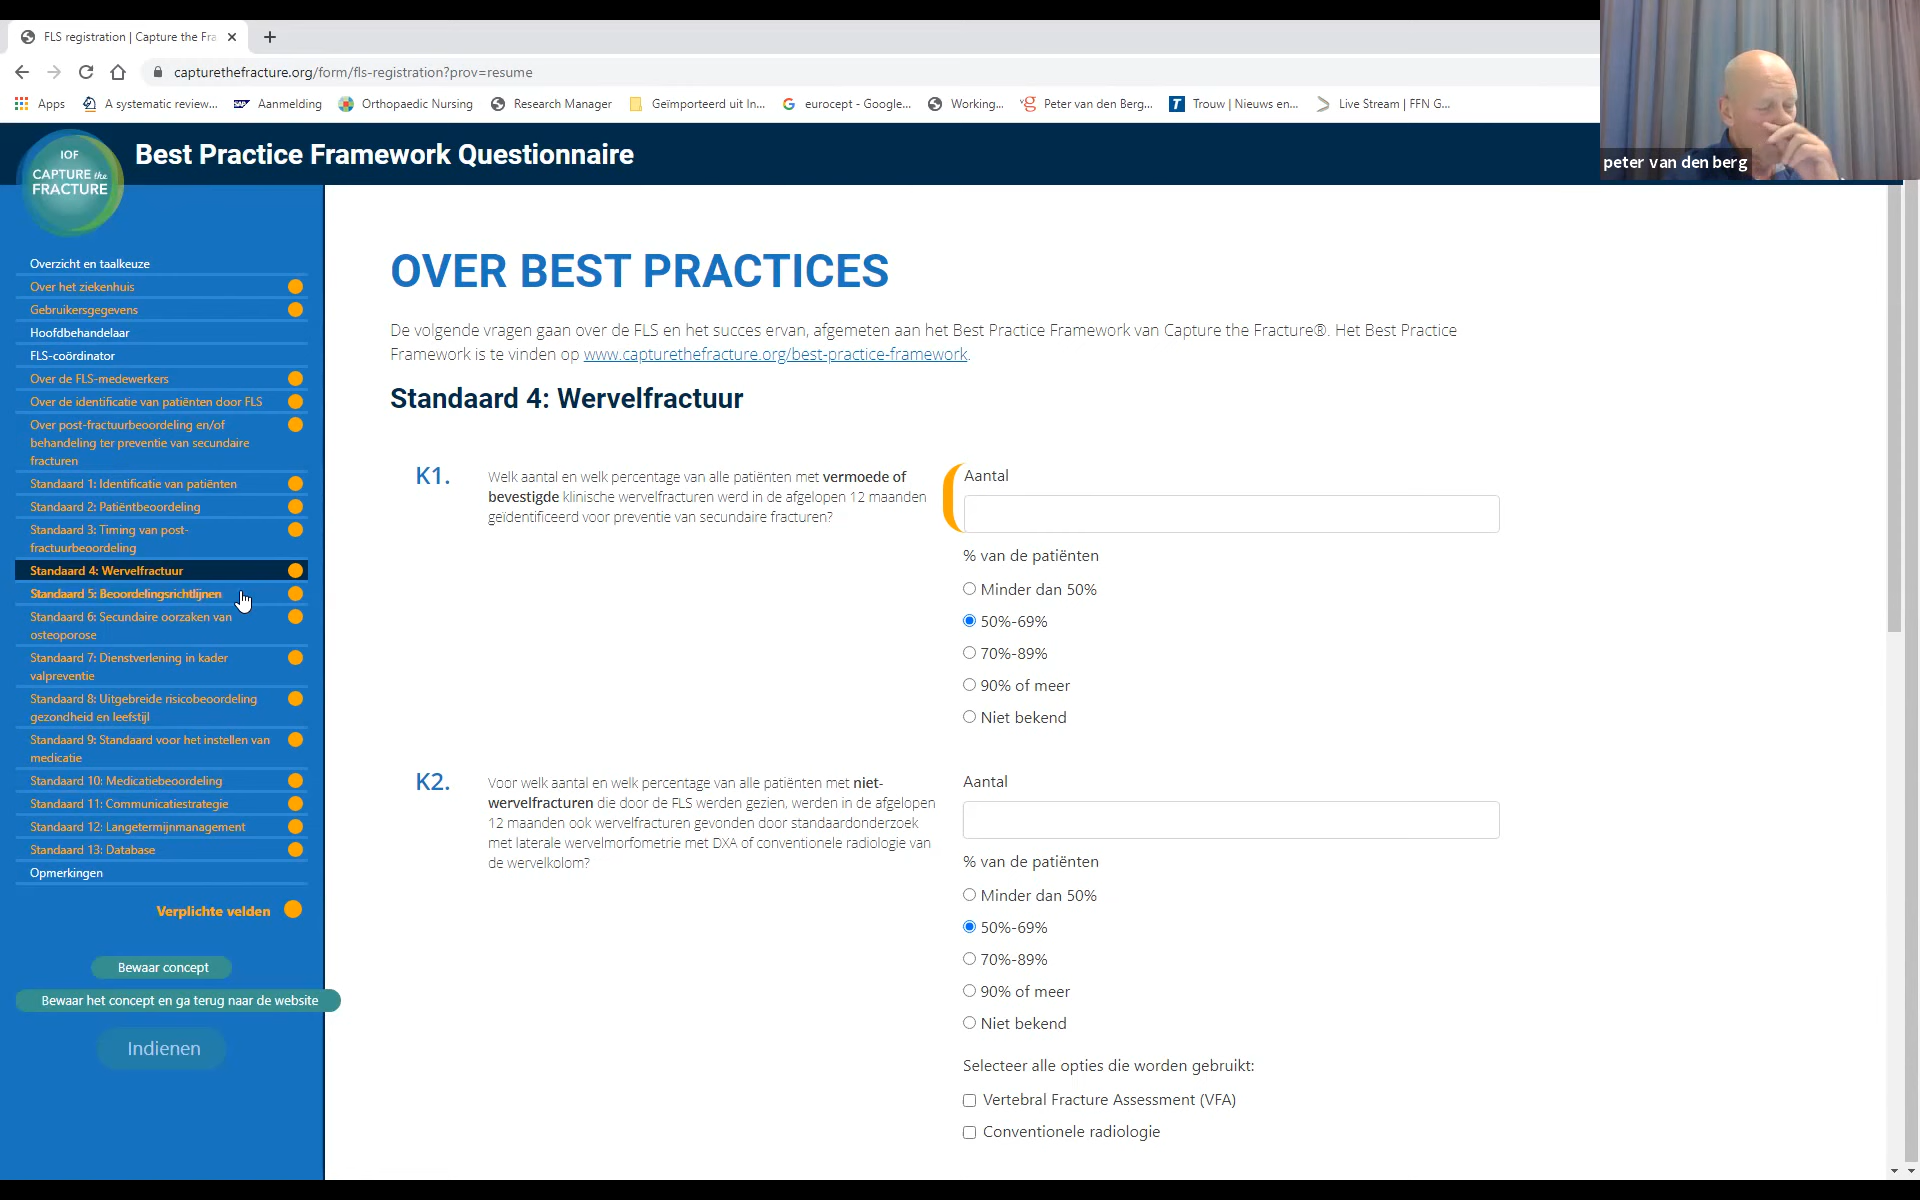 FLS registration | Capture the Fra
capturethefracture.org/form/fls-registration?prov=resume
Apps
A systematic review...
Aanmelding
Orthopaedic Nursing
Research Manager
Geïmporteerd uit In...
eurocept - Google...
Working...
Peter van den Berg...
Trouw | Nieuws en...
Live Stream | FFN G...
peter van den berg
IOF
CAPTURE the
FRACTURE
Best Practice Framework Questionnaire
Overzicht en taalkeuze
Over het ziekenhuis
Gebruikersgegevens
Hoofdbehandelaar
FLS-coördinator
Over de FLS-medewerkers
Over de identificatie van patiënten door FLS
Over post-fractuurbeoordeling en/of
behandeling ter preventie van secundaire
fracturen
Standaard 1: Identificatie van patiënten
Standaard 2: Patiëntbeoordeling
Standaard 3: Timing van post-
fractuurbeoordeling
Standaard 4: Wervelfractuur
Standaard 5: Beoordelingsrichtlijnen
Standaard 6: Secundaire oorzaken van
osteoporose
Standaard 7: Dienstverlening in kader
valpreventie
Standaard 8: Uitgebreide risicobeoordeling
gezondheid en leefstijl
Standaard 9: Standaard voor het instellen van
medicatie
Standaard 10: Medicatiebeoordeling
Standaard 11: Communicatiestrategie
Standaard 12: Langetermijnmanagement
Standaard 13: Database
Opmerkingen
Verplichte velden
Bewaar concept
Bewaar het concept en ga terug naar de website
Indienen
OVER BEST PRACTICES
De volgende vragen gaan over de FLS en het succes ervan, afgemeten aan het Best Practice Framework van Capture the Fracture®. Het Best Practice
Framework is te vinden op www.capturethefracture.org/best-practice-framework.
Standaard 4: Wervelfractuur
K1.
Welk aantal en welk percentage van alle patiënten met vermoede of
bevestigde klinische wervelfracturen werd in de afgelopen 12 maanden
geïdentificeerd voor preventie van secundaire fracturen?
Aantal
% van de patiënten
Minder dan 50%
50%-69%
70%-89%
90% of meer
Niet bekend
K2.
Voor welk aantal en welk percentage van alle patiënten met niet-
wervelfracturen die door de FLS werden gezien, werden in de afgelopen
12 maanden ook wervelfracturen gevonden door standaardonderzoek
met laterale wervelmorfometrie met DXA of conventionele radiologie van
de wervelkolom?
Aantal
% van de patiënten
Minder dan 50%
50%-69%
70%-89%
90% of meer
Niet bekend
Selecteer alle opties die worden gebruikt:
Vertebral Fracture Assessment (VFA)
Conventionele radiologie